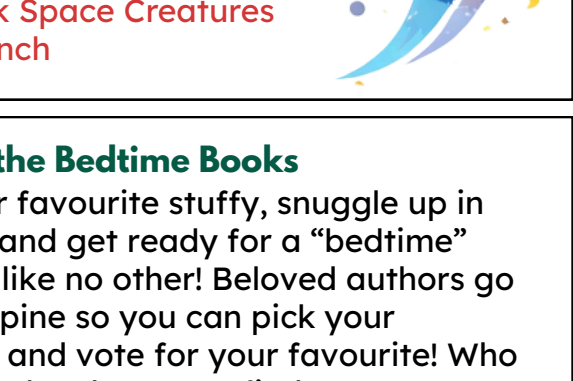 k Space Creatures
nch
the Bedtime Books
r favourite stuffy, snuggle up in
and get ready for a “bedtime”
like no other! Beloved authors go
pine so you can pick your
and vote for your favourite! Who